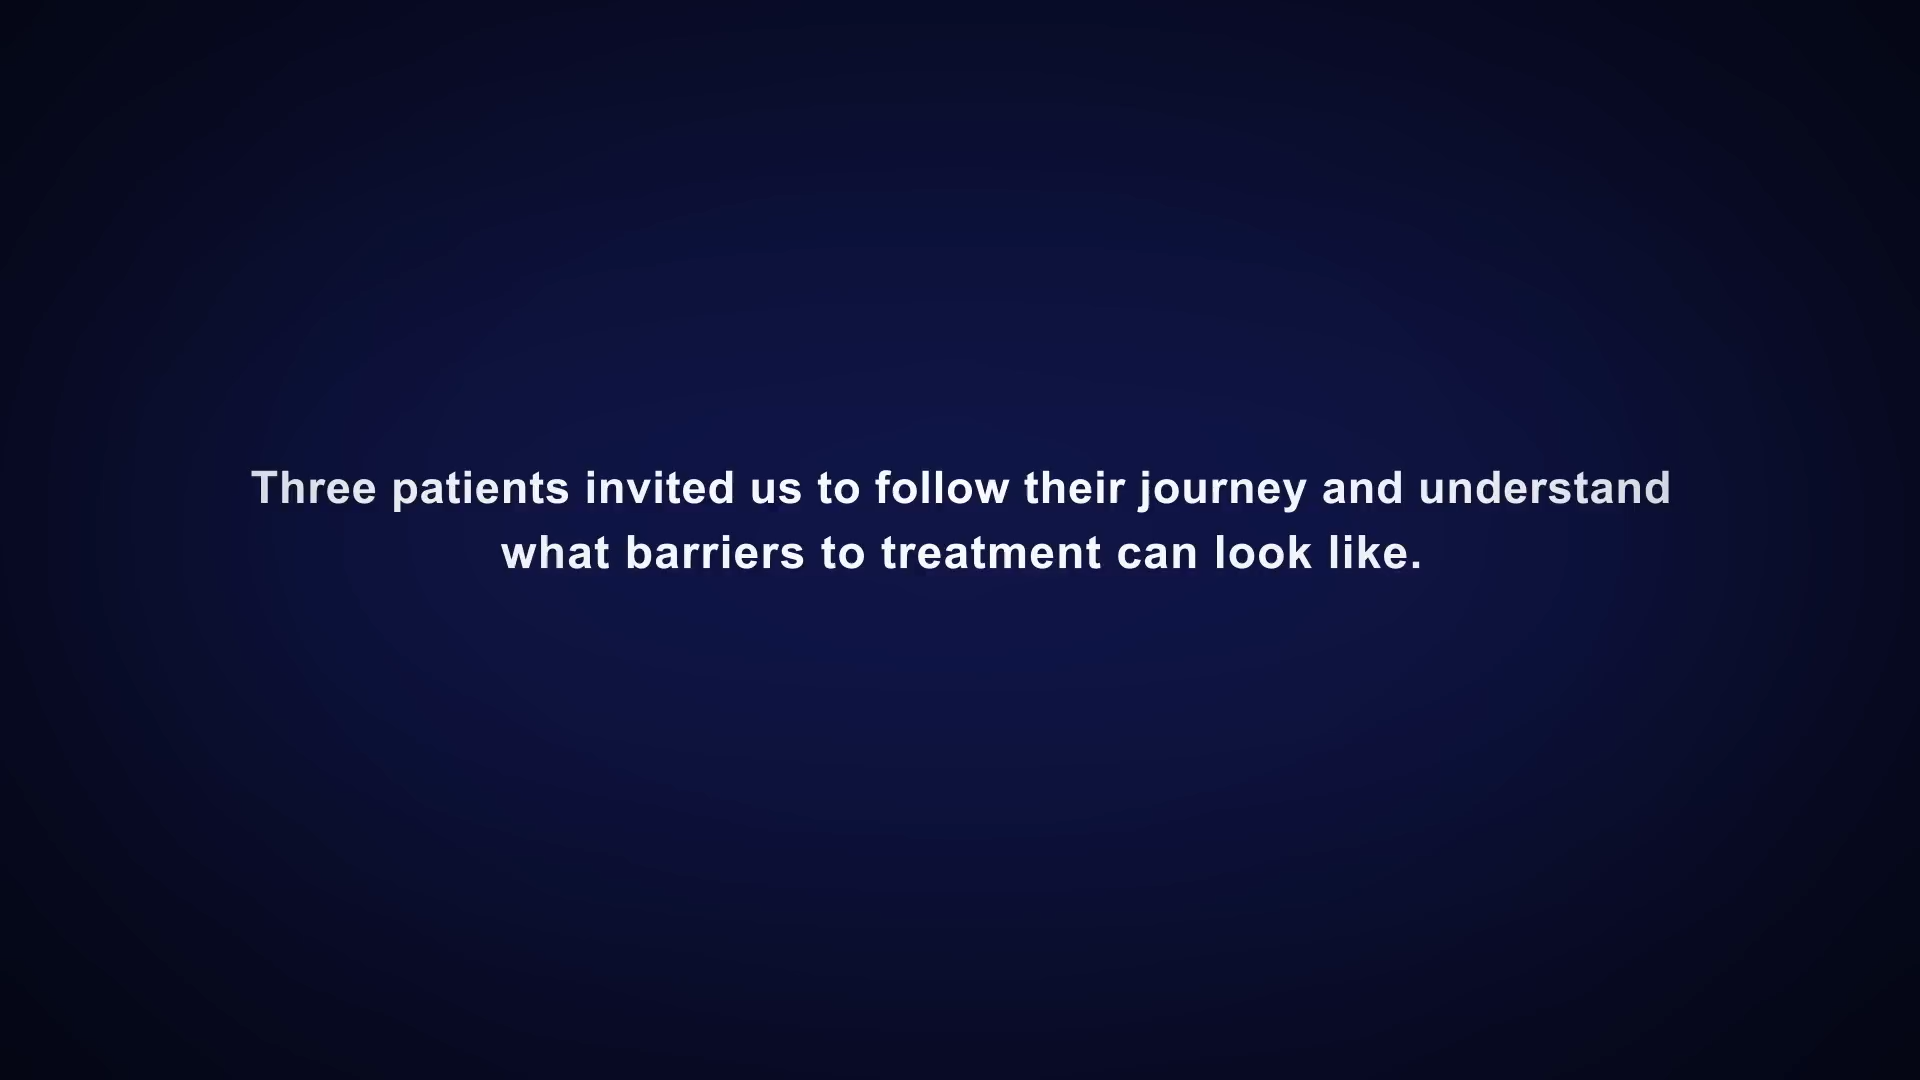 Three patients invited us to follow their journey and understand
what barriers to treatment can look like.